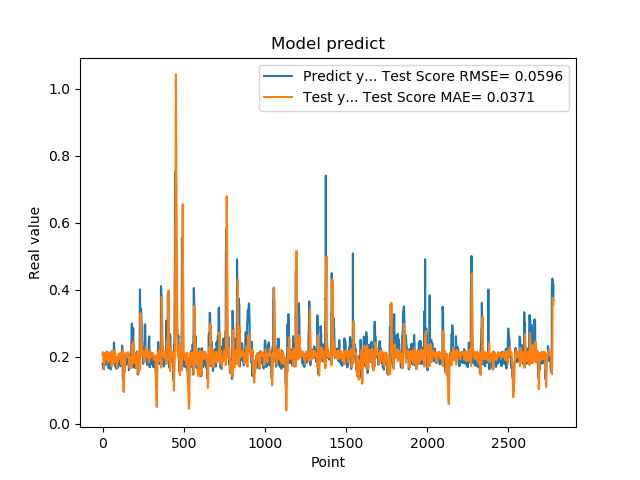 Model predict
Predict y... Test Score RMSE= 0.0596
Test y... Test Score MAE= 0.0371
1.0
0.8
0.6
0.4
0.2
0.0
Real value
0 500 1000 1500 2000 2500
Point